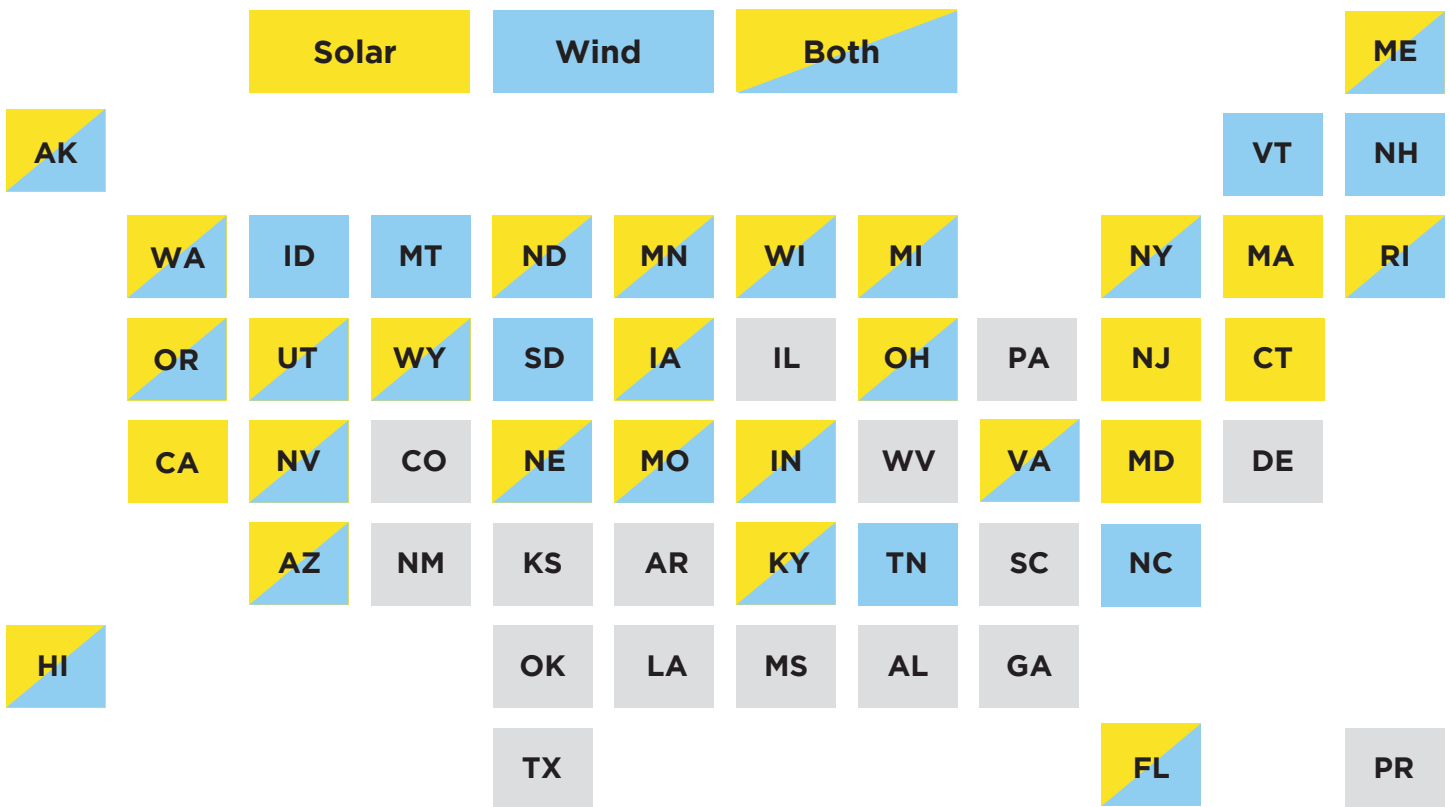 Solar Wind Both ME
AK VT NH
WA ID MT ND MN WI MI NY MA RI
OR UT WY SD IA IL OH PA NJ CT
CA NV CO NE MO IN WV VA MD DE
AZ NM KS AR KY TN SC NC
HI OK LA MS AL GA
TX FL PR